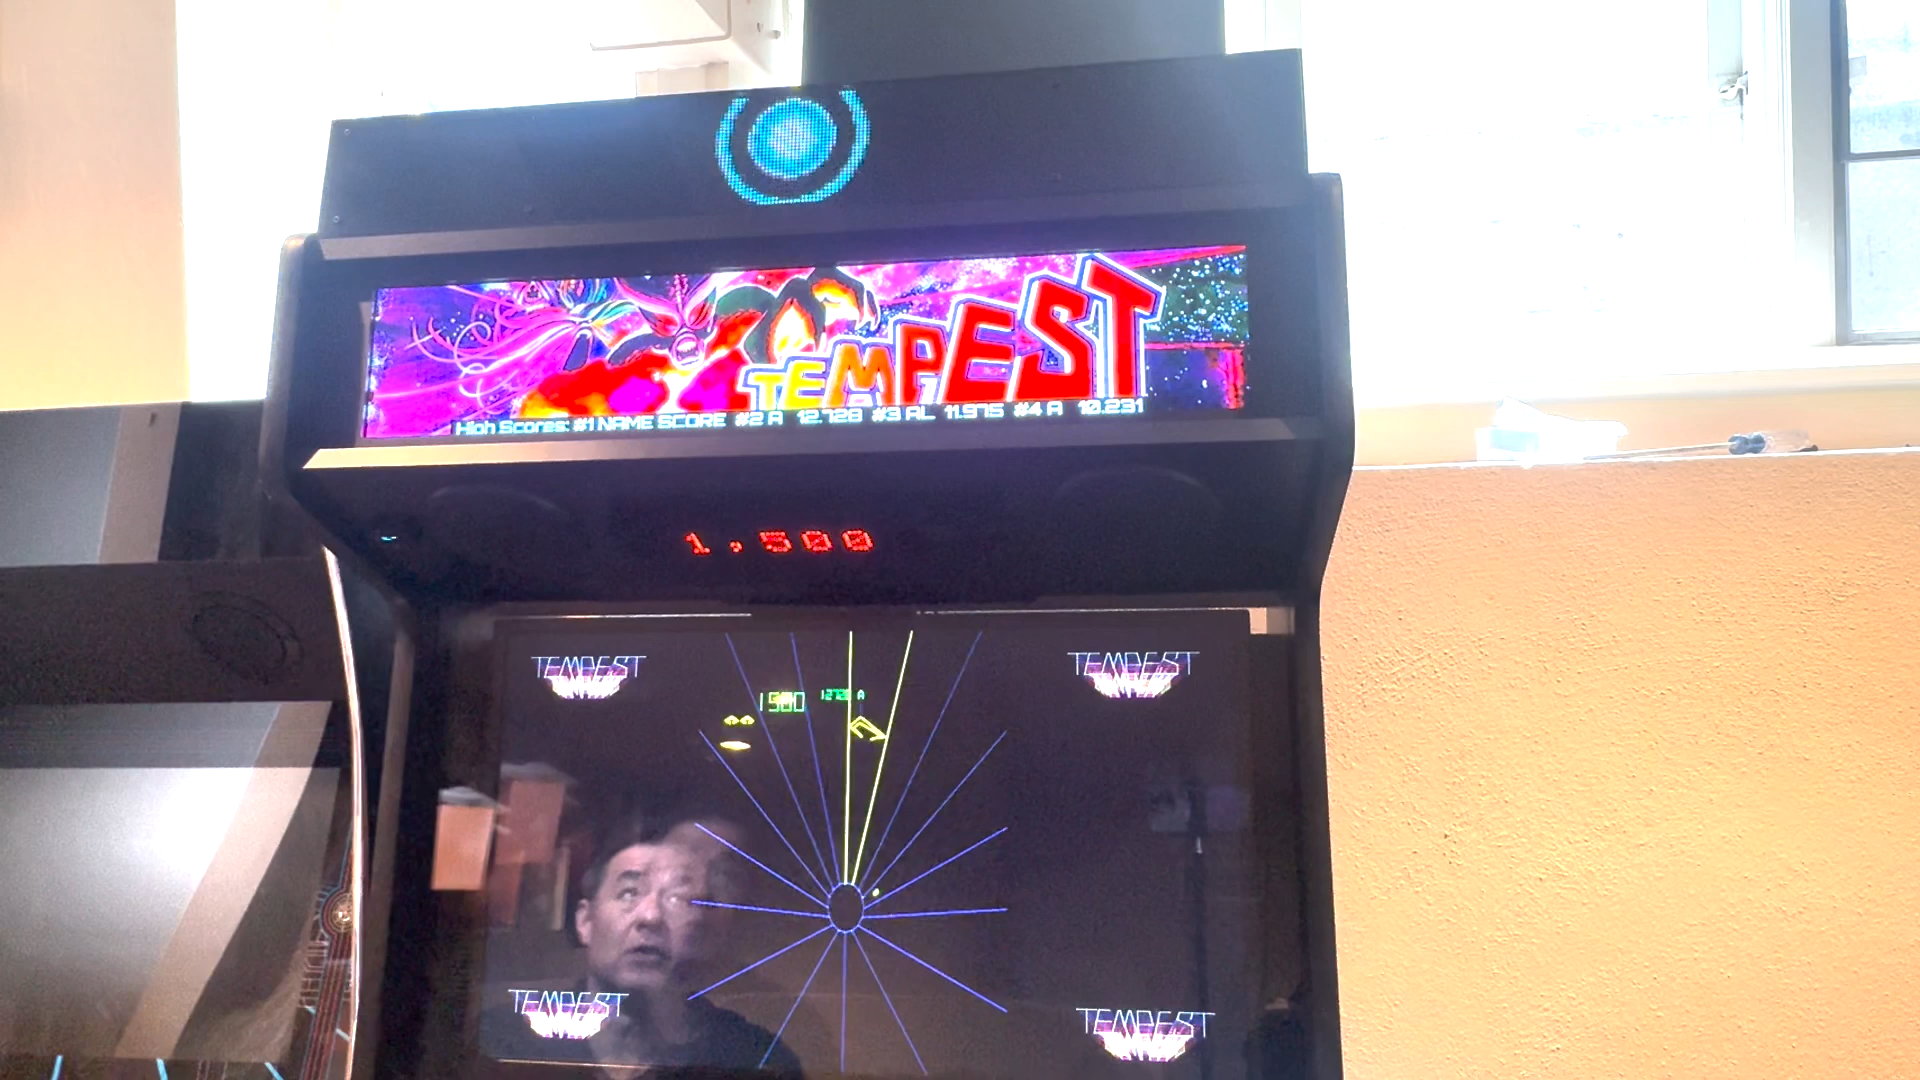 TEMPEST
High Scores: #1 NAME SCORE #2 A 12.728 #3 AL 11.975 #4 A 10.231
1,500
TEMPEST
TEMPEST
1500 12728 A
TEMPEST
TEMPEST